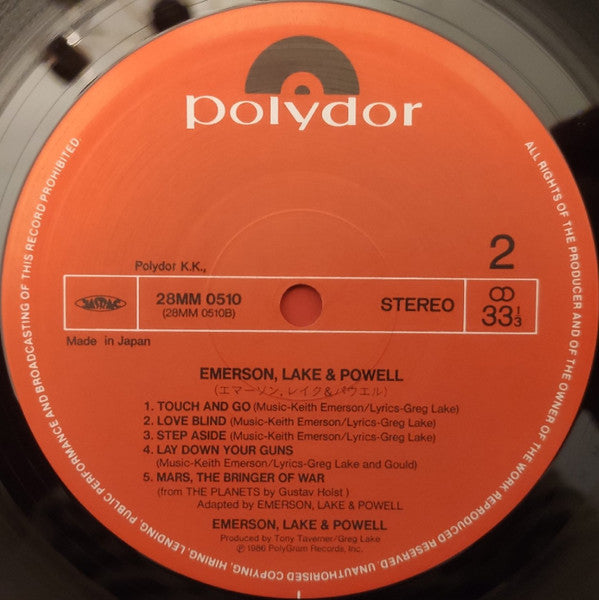 polydor
2
Polydor K.K.,
JASRAC
28MM 0510
(28MM 0510B)
STEREO
33 1/3
Made in Japan
EMERSON, LAKE & POWELL
(エマーソン, レイク&パウエル)
1. TOUCH AND GO (Music-Keith Emerson/Lyrics-Greg Lake)
2. LOVE BLIND (Music-Keith Emerson/Lyrics-Greg Lake)
3. STEP ASIDE (Music-Keith Emerson/Lyrics-Greg Lake)
4. LAY DOWN YOUR GUNS
(Music-Keith Emerson/Lyrics-Greg Lake and Gould)
5. MARS, THE BRINGER OF WAR
(from THE PLANETS by Gustav Holst)
Adapted by EMERSON, LAKE & POWELL
EMERSON, LAKE & POWELL
Produced by Tony Taverner/Greg Lake
℗ 1986 PolyGram Records, Inc.
ALL RIGHTS OF THE PRODUCER AND OF THE OWNER OF THE WORK REPRODUCED RESERVED. UNAUTHORISED COPYING, HIRING, LENDING, PUBLIC PERFORMANCE AND BROADCASTING OF THIS RECORD PROHIBITED.